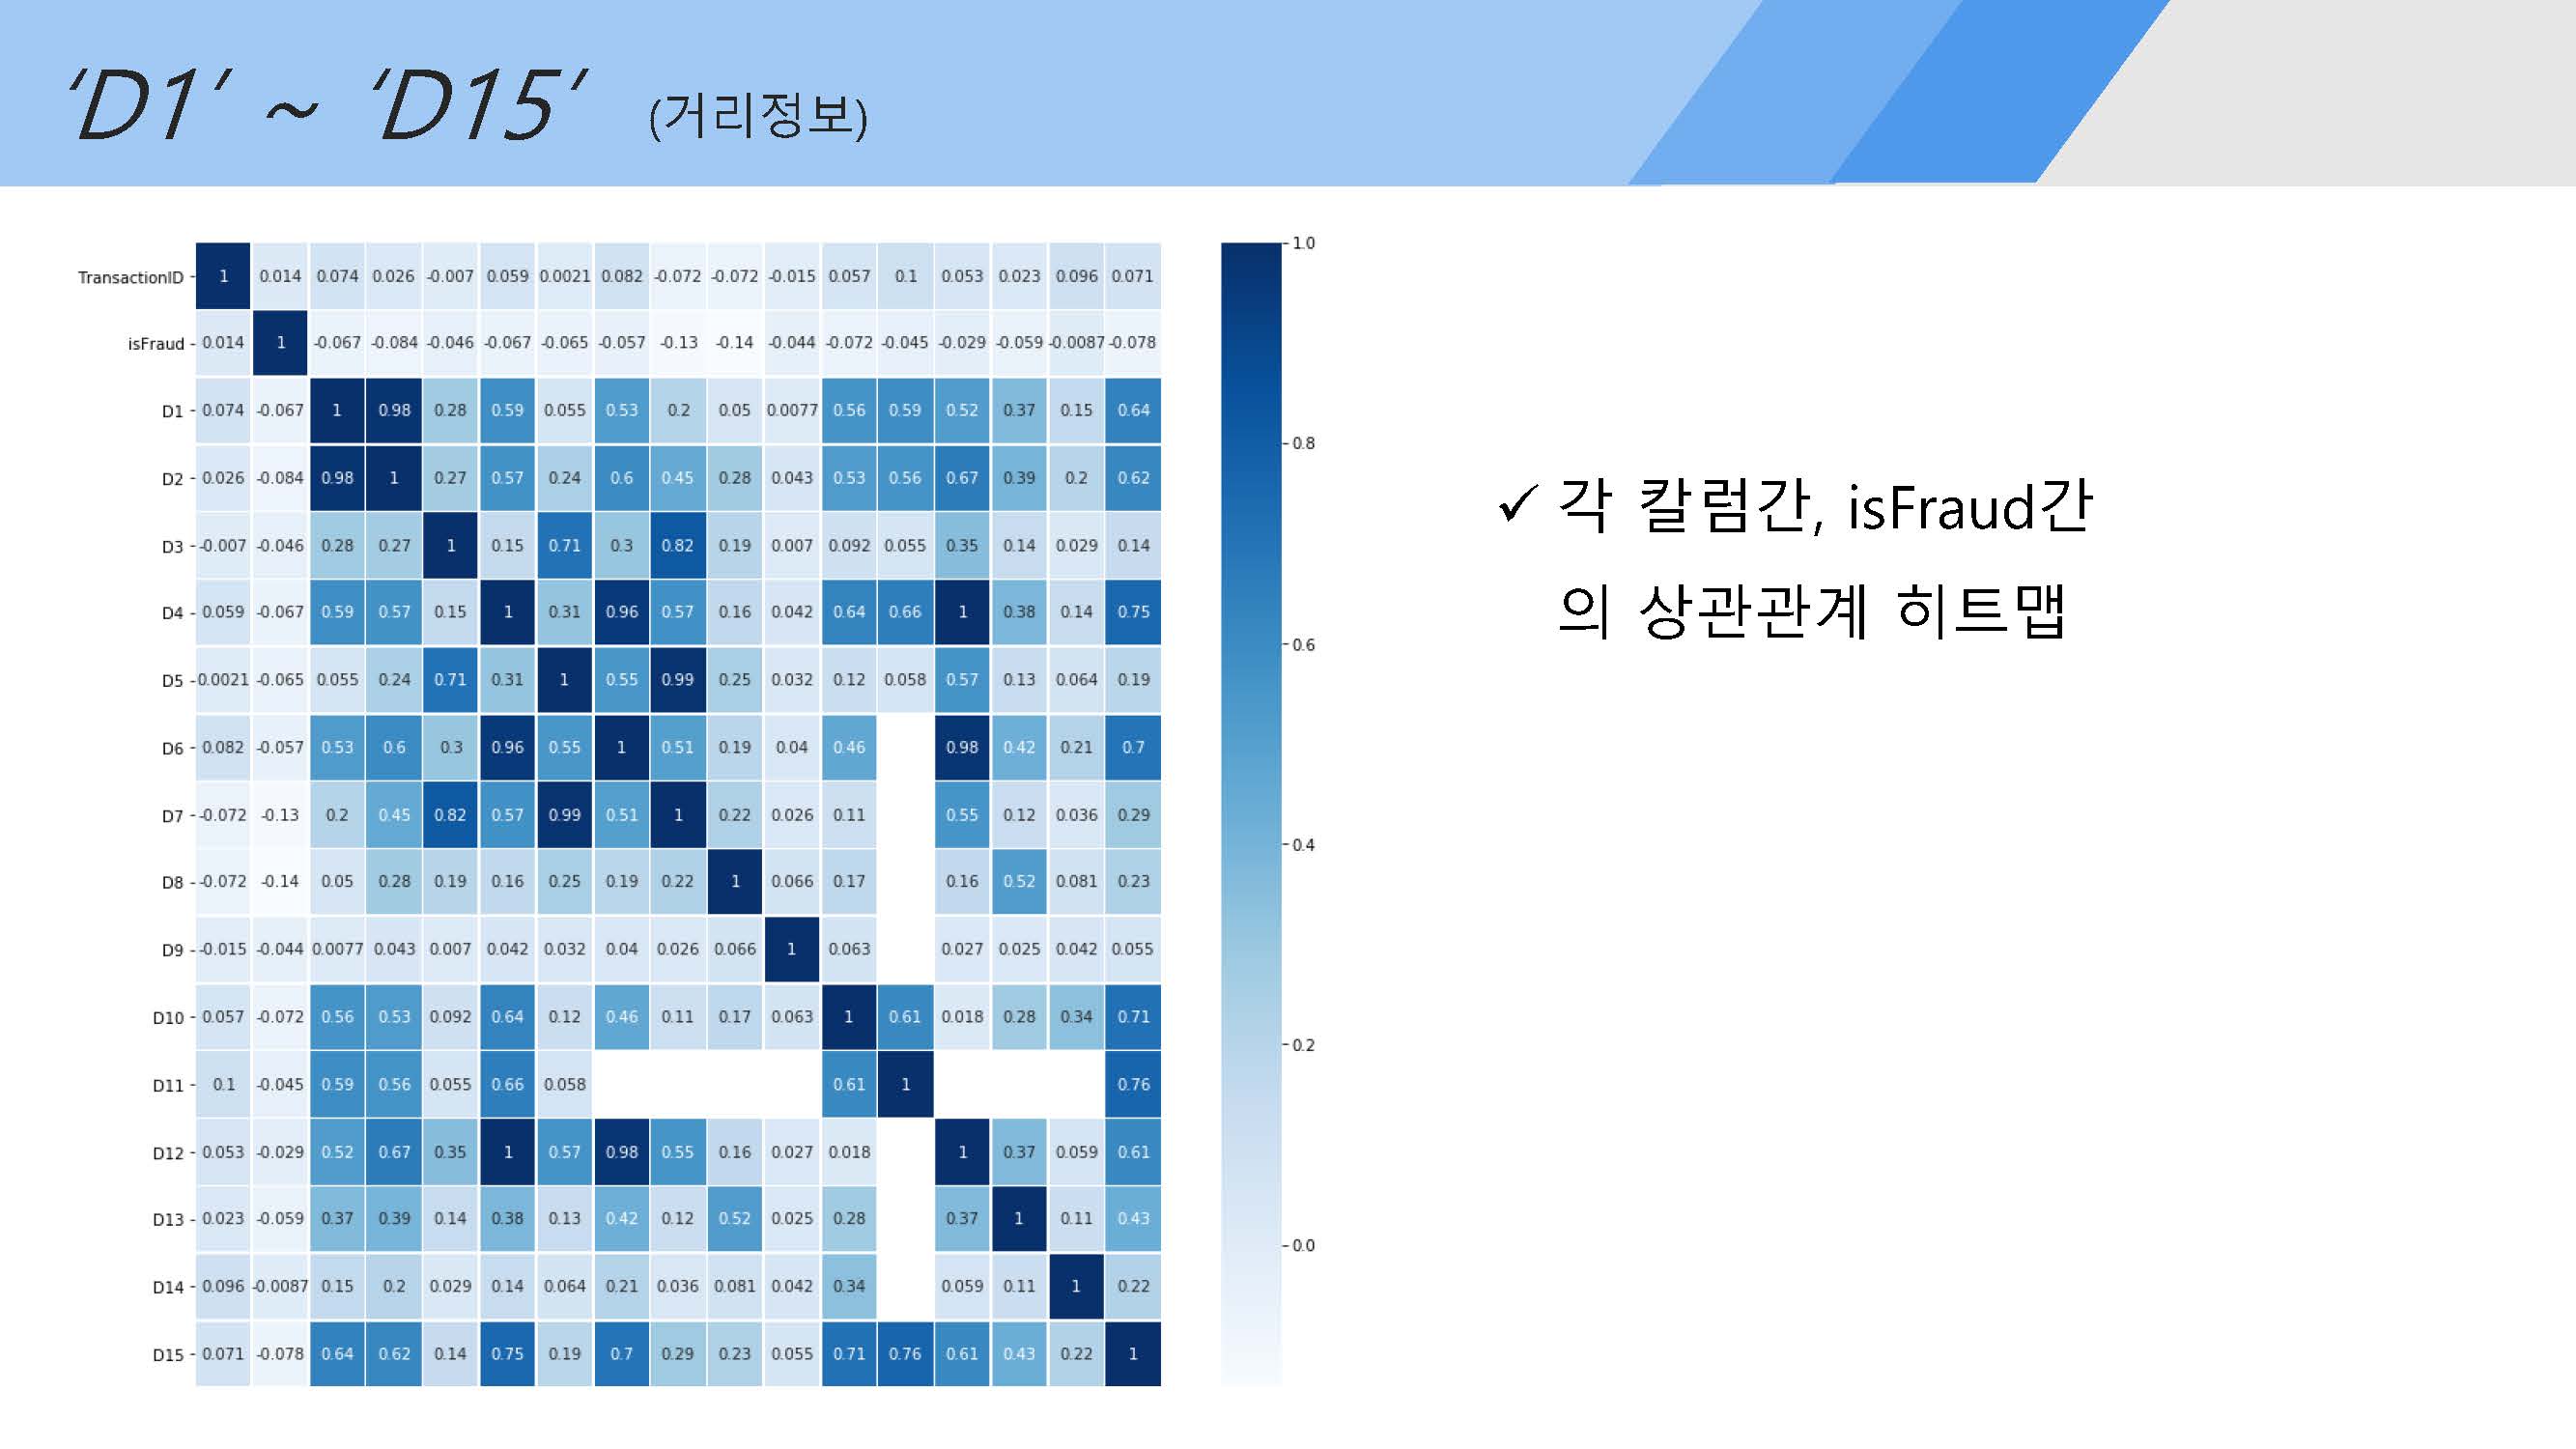 ‘D1’ ~ ‘D15’ (거리정보)
TransactionID 1 0.014 0.074 0.026 -0.007 0.059 0.0021 0.082 -0.072 -0.072 -0.015 0.057 0.1 0.053 0.023 0.096 0.071
isFraud 0.014 1 -0.067 -0.084 -0.046 -0.067 -0.065 -0.057 -0.13 -0.14 -0.044 -0.072 -0.045 -0.029 -0.059 -0.0087 -0.078
D1 0.074 -0.067 1 0.98 0.28 0.59 0.055 0.53 0.2 0.05 0.0077 0.56 0.59 0.52 0.37 0.15 0.64
D2 0.026 -0.084 0.98 1 0.27 0.57 0.24 0.6 0.45 0.28 0.043 0.53 0.56 0.67 0.39 0.2 0.62
D3 -0.007 -0.046 0.28 0.27 1 0.15 0.71 0.3 0.82 0.19 0.007 0.092 0.055 0.35 0.14 0.029 0.14
D4 0.059 -0.067 0.59 0.57 0.15 1 0.31 0.96 0.57 0.16 0.042 0.64 0.66 1 0.38 0.14 0.75
D5 0.0021 -0.065 0.055 0.24 0.71 0.31 1 0.55 0.99 0.25 0.032 0.12 0.058 0.57 0.13 0.064 0.19
D6 0.082 -0.057 0.53 0.6 0.3 0.96 0.55 1 0.51 0.19 0.04 0.46 0.98 0.42 0.21 0.7
D7 -0.072 -0.13 0.2 0.45 0.82 0.57 0.99 0.51 1 0.22 0.026 0.11 0.55 0.12 0.036 0.29
D8 -0.072 -0.14 0.05 0.28 0.19 0.16 0.25 0.19 0.22 1 0.066 0.17 0.16 0.52 0.081 0.23
D9 -0.015 -0.044 0.0077 0.043 0.007 0.042 0.032 0.04 0.026 0.066 1 0.063 0.027 0.025 0.042 0.055
D10 0.057 -0.072 0.56 0.53 0.092 0.64 0.12 0.46 0.11 0.17 0.063 1 0.61 0.018 0.28 0.34 0.71
D11 0.1 -0.045 0.59 0.56 0.055 0.66 0.058 0.61 1 0.76
D12 0.053 -0.029 0.52 0.67 0.35 1 0.57 0.98 0.55 0.16 0.027 0.018 1 0.37 0.059 0.61
D13 0.023 -0.059 0.37 0.39 0.14 0.38 0.13 0.42 0.12 0.52 0.025 0.28 0.37 1 0.11 0.43
D14 0.096 -0.0087 0.15 0.2 0.029 0.14 0.064 0.21 0.036 0.081 0.042 0.34 0.059 0.11 1 0.22
D15 0.071 -0.078 0.64 0.62 0.14 0.75 0.19 0.7 0.29 0.23 0.055 0.71 0.76 0.61 0.43 0.22 1
1.0
0.8
0.6
0.4
0.2
0.0
✓ 각 칼럼간, isFraud간
의 상관관계 히트맵